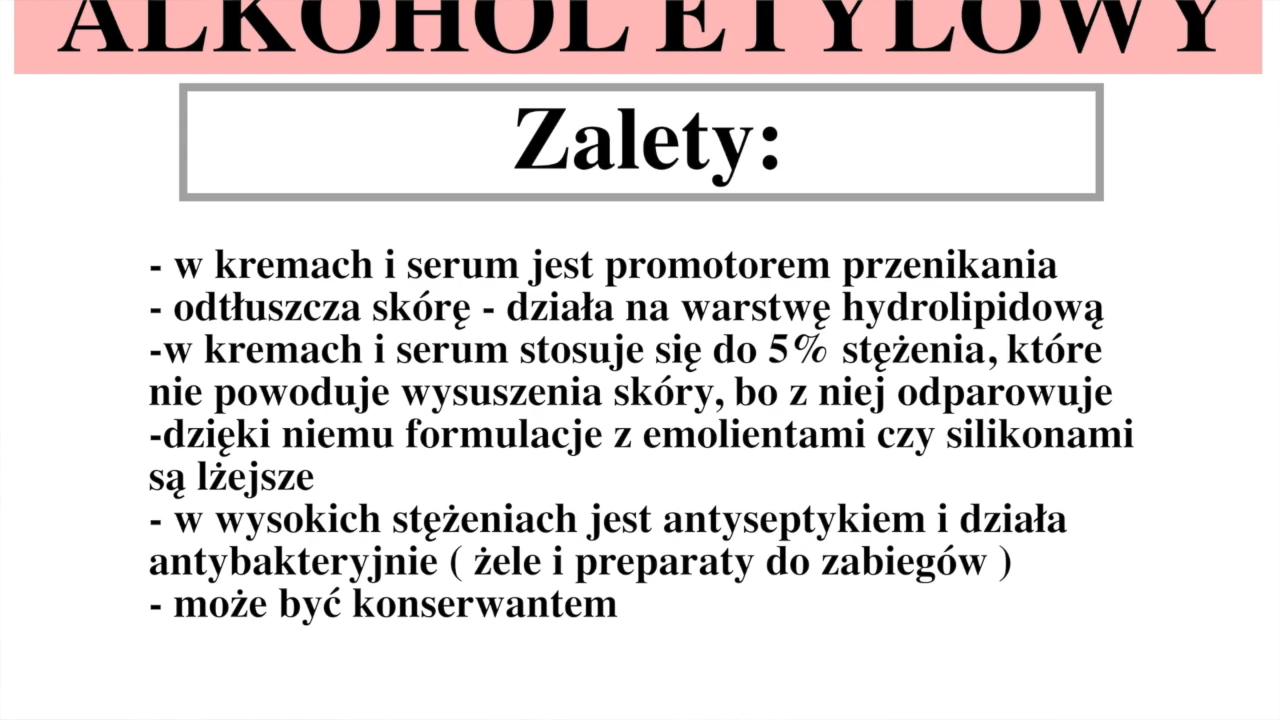 ALKOHOL ETYLOWY
Zalety:
- w kremach i serum jest promotorem przenikania
- odtłuszcza skórę - działa na warstwę hydrolipidową
-w kremach i serum stosuje się do 5% stężenia, które
nie powoduje wysuszenia skóry, bo z niej odparowuje
-dzięki niemu formulacje z emolientami czy silikonami
są lżejsze
- w wysokich stężeniach jest antyseptykiem i działa
antybakteryjnie ( żele i preparaty do zabiegów )
- może być konserwantem